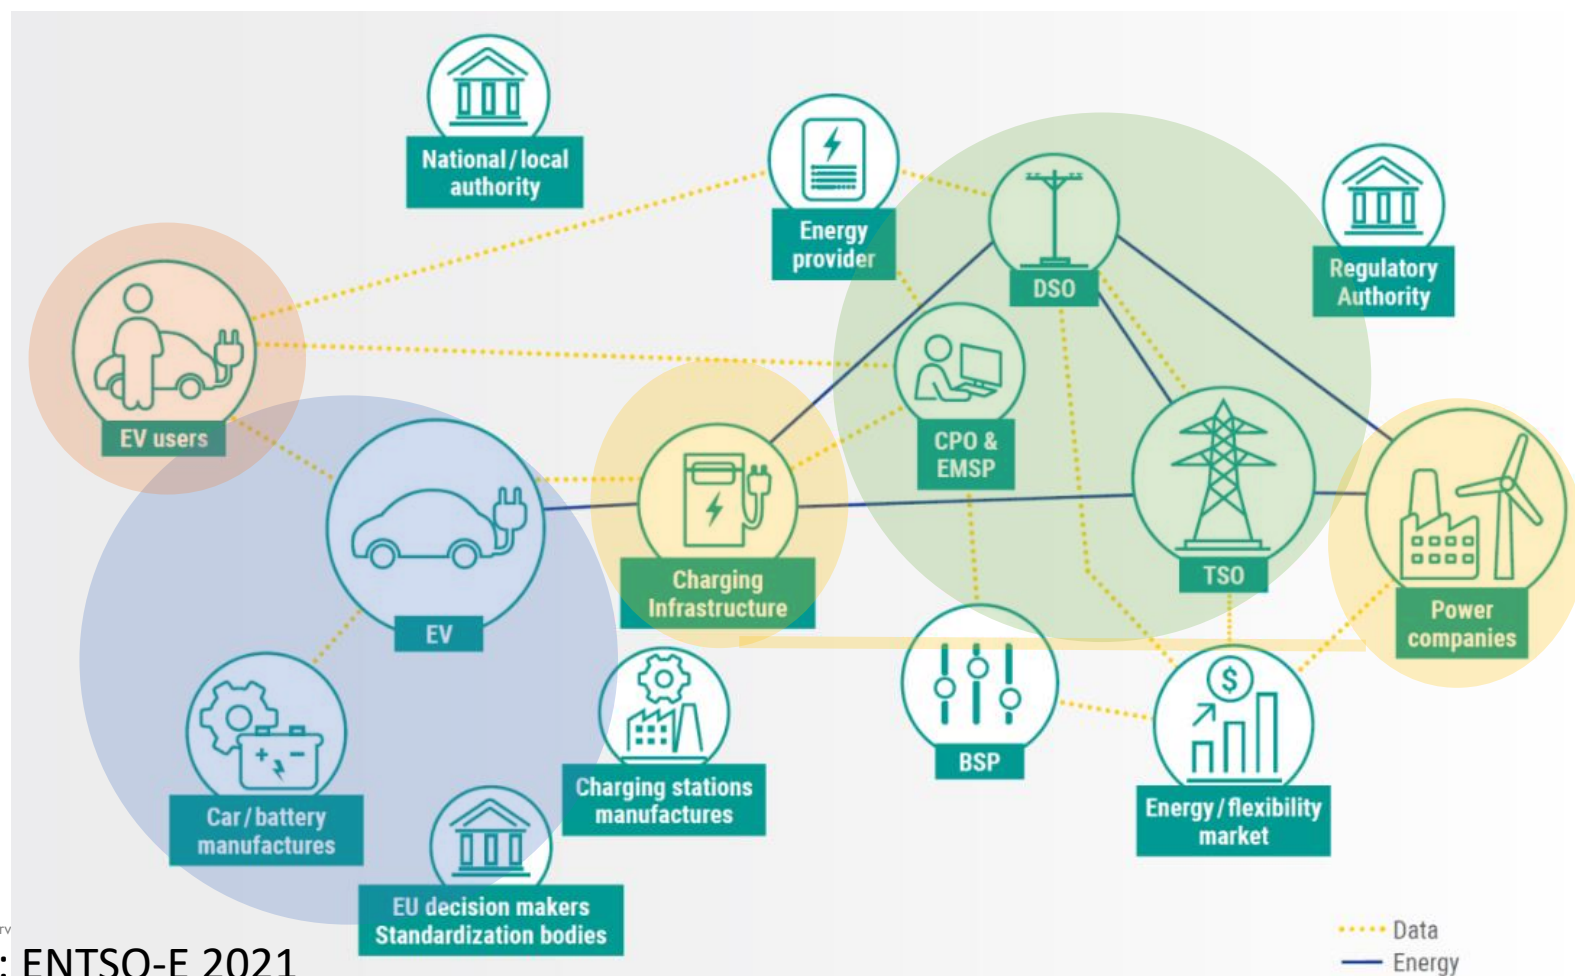 National / local
authority
Energy
provider
DSO
Regulatory
Authority
EV users
CPO &
EMSP
Charging
Infrastructure
TSO
Power
companies
EV
$
BSP
Charging stations
manufactures
Energy / flexibility
market
Car / battery
manufactures
EU decision makers
Standardization bodies
Data
Energy
: ENTSO-E 2021